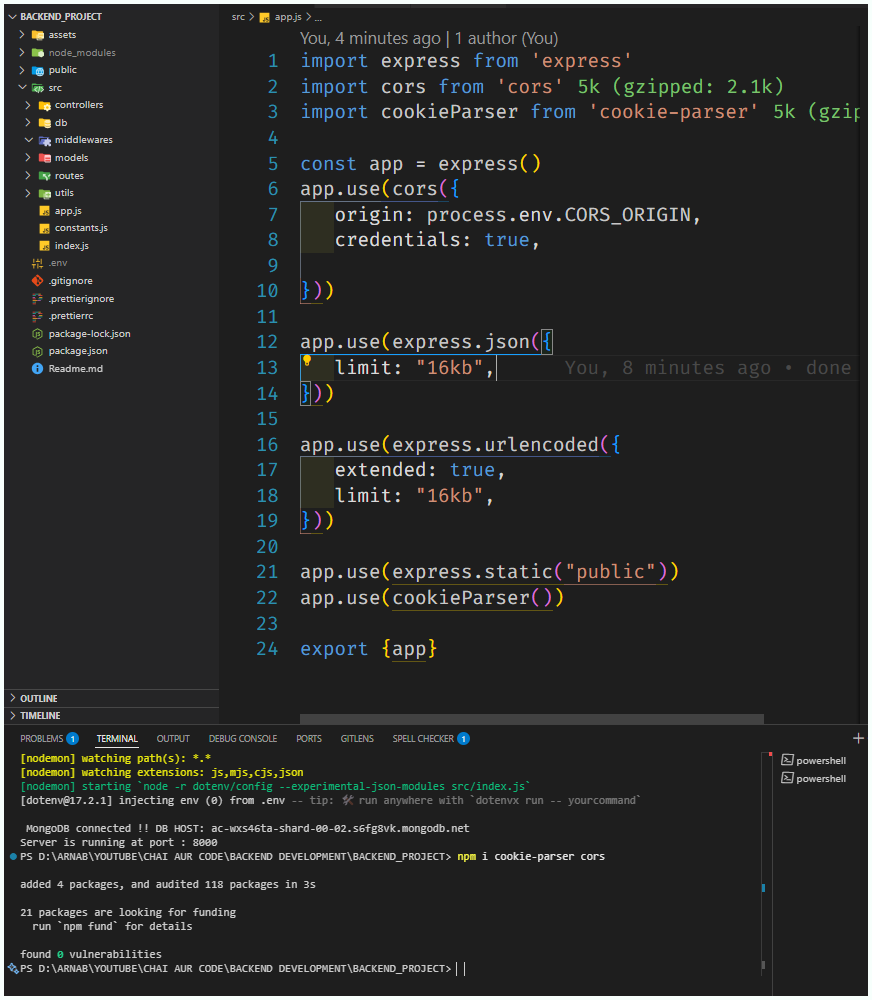 BACKEND_PROJECT
assets
node_modules
public
src
controllers
db
middlewares
models
routes
utils
app.js
constants.js
index.js
.env
.gitignore
.prettierignore
.prettierrc
package-lock.json
package.json
Readme.md
OUTLINE
TIMELINE
src > app.js > ...
You, 4 minutes ago | 1 author (You)
1 import express from 'express'
2 import cors from 'cors' 5k (gzipped: 2.1k)
3 import cookieParser from 'cookie-parser' 5k (gzip
4
5 const app = express()
6 app.use(cors({
7 origin: process.env.CORS_ORIGIN,
8 credentials: true,
9
10 }))
11
12 app.use(express.json({
13 limit: "16kb", You, 8 minutes ago • done
14 }))
15
16 app.use(express.urlencoded({
17 extended: true,
18 limit: "16kb",
19 }))
20
21 app.use(express.static("public"))
22 app.use(cookieParser())
23
24 export {app}
PROBLEMS 1 TERMINAL OUTPUT DEBUG CONSOLE PORTS GITLENS SPELL CHECKER 1
[nodemon] watching path(s): *.*
[nodemon] watching extensions: js,mjs,cjs,json
[nodemon] starting `node -r dotenv/config --experimental-json-modules src/index.js`
[dotenv@17.2.1] injecting env (0) from .env -- tip: 🛠️ run anywhere with `dotenvx run -- yourcommand`
MongoDB connected !! DB HOST: ac-wxs46ta-shard-00-02.s6fg8vk.mongodb.net
Server is running at port : 8000
PS D:\ARNAB\YOUTUBE\CHAI AUR CODE\BACKEND DEVELOPMENT\BACKEND_PROJECT> npm i cookie-parser cors
added 4 packages, and audited 118 packages in 3s
21 packages are looking for funding
run `npm fund` for details
found 0 vulnerabilities
PS D:\ARNAB\YOUTUBE\CHAI AUR CODE\BACKEND DEVELOPMENT\BACKEND_PROJECT>
powershell
powershell